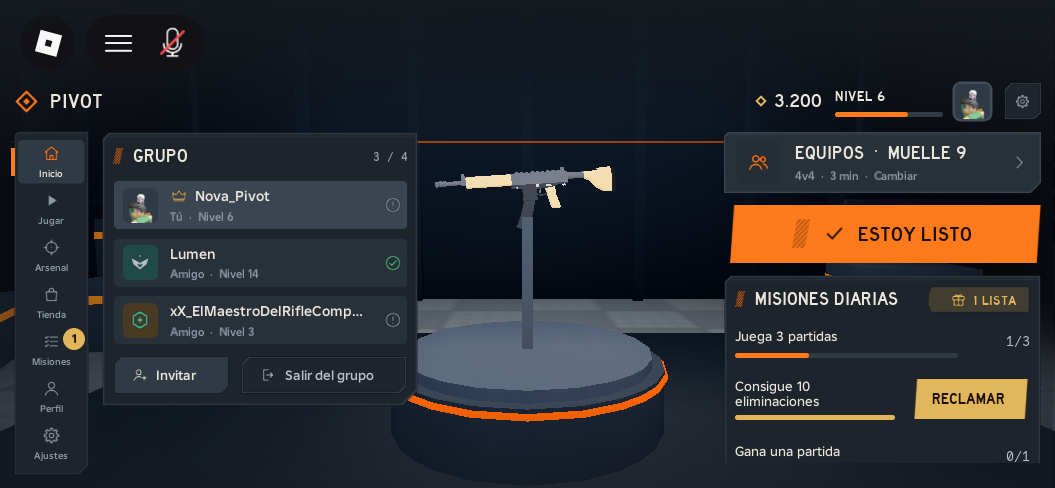 PIVOT
3.200
NIVEL 6
Inicio
Jugar
Arsenal
Tienda
1
Misiones
Perfil
Ajustes
GRUPO
3 / 4
Nova_Pivot
Tú · Nivel 6
Lumen
Amigo · Nivel 14
xX_ElMaestroDelRifleComp...
Amigo · Nivel 3
Invitar
Salir del grupo
EQUIPOS · MUELLE 9
4v4 · 3 min · Cambiar
ESTOY LISTO
MISIONES DIARIAS
1 LISTA
Juega 3 partidas
1/3
Consigue 10
eliminaciones
RECLAMAR
Gana una partida
0/1